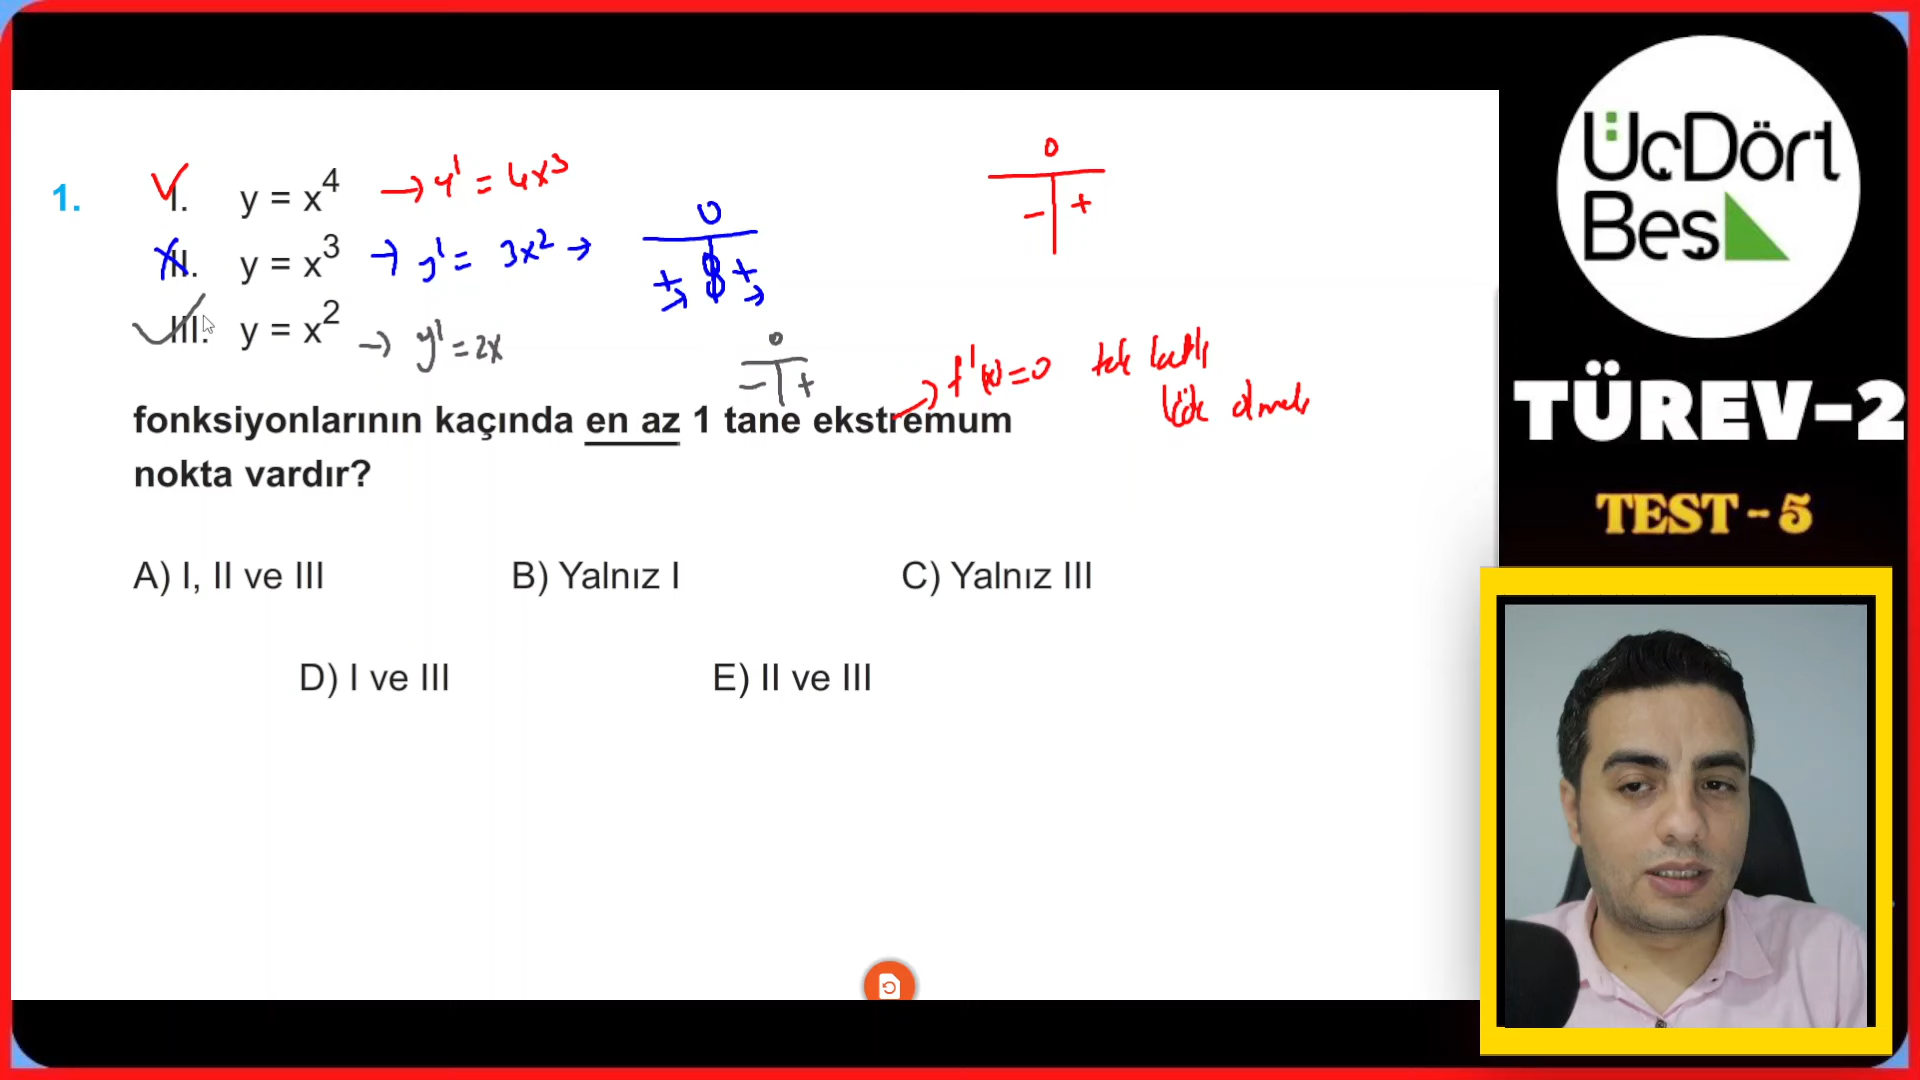 1. I. y = x⁴ → y' = 4x³
0
- +
II. y = x³ → y' = 3x² →
0
+ +
III. y = x² → y' = 2x
0
- +
f'(x) = 0 tek katlı
kök olmalı
fonksiyonlarının kaçında en az 1 tane ekstremum
nokta vardır?
A) I, II ve III B) Yalnız I C) Yalnız III
D) I ve III E) II ve III
ÜçDört
Beş
TÜREV-2
TEST - 5